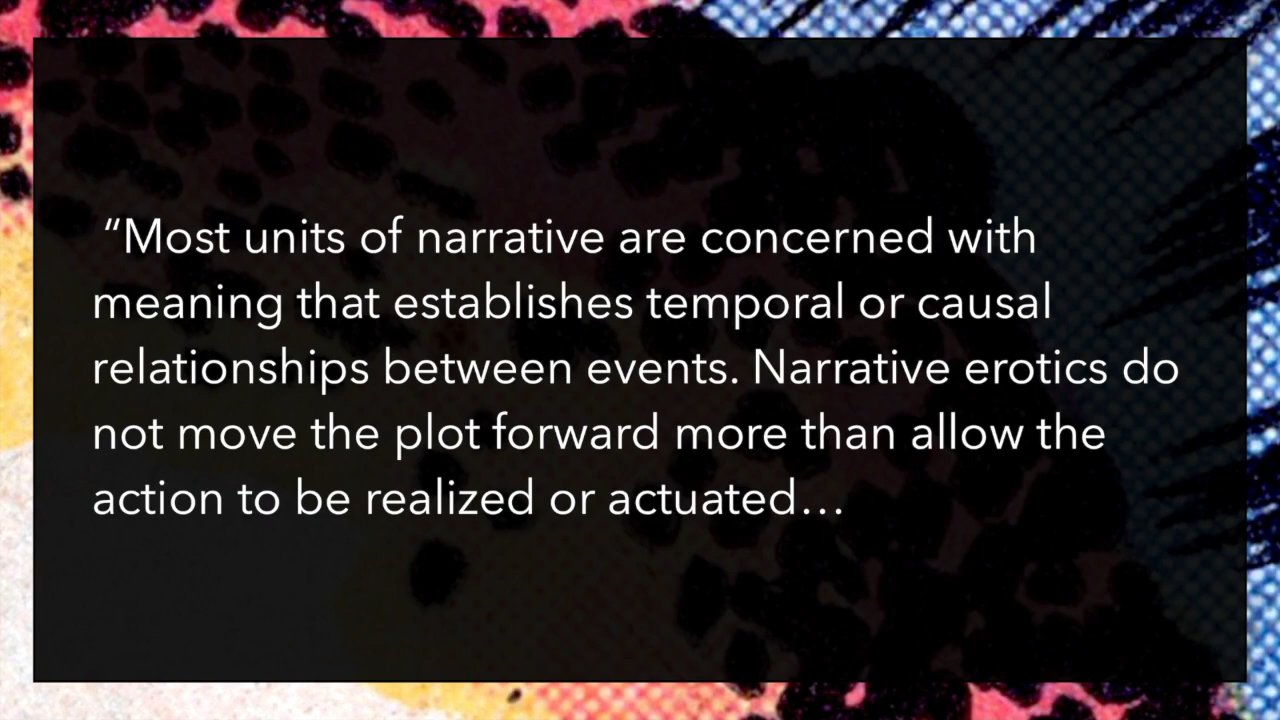 “Most units of narrative are concerned with
meaning that establishes temporal or causal
relationships between events. Narrative erotics do
not move the plot forward more than allow the
action to be realized or actuated…